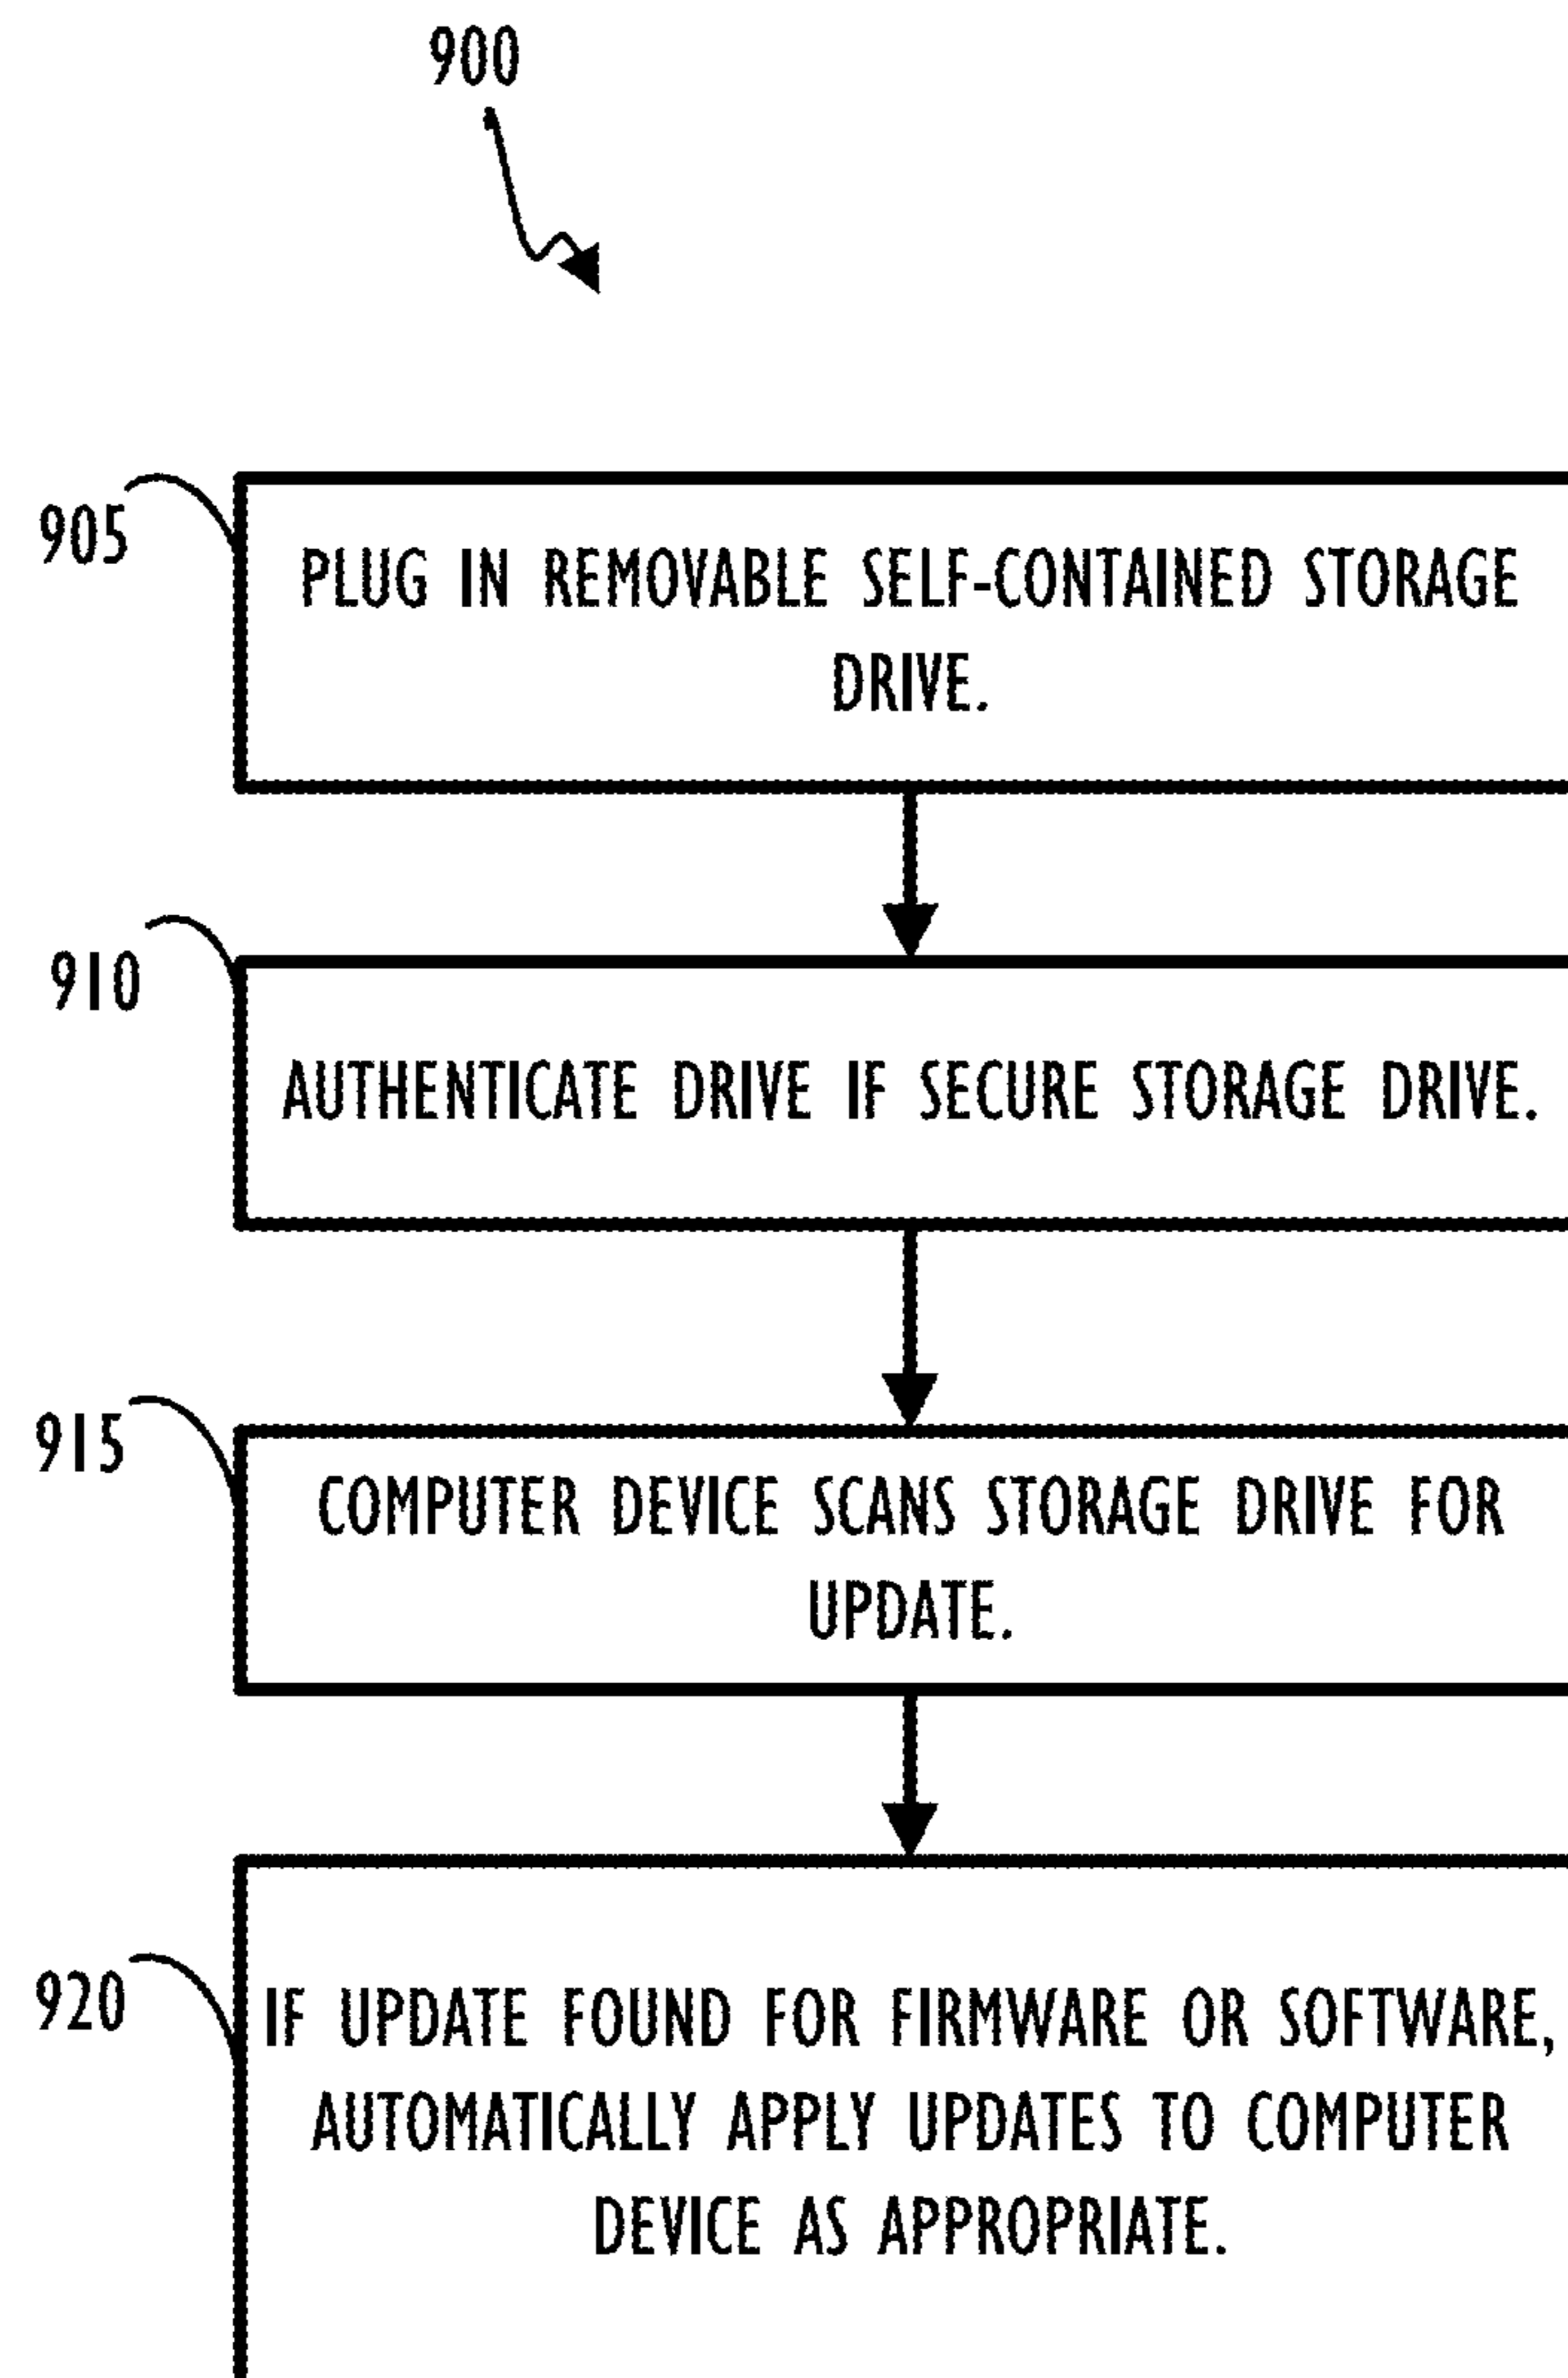 900
905
PLUG IN REMOVABLE SELF-CONTAINED STORAGE
DRIVE.
910
AUTHENTICATE DRIVE IF SECURE STORAGE DRIVE.
915
COMPUTER DEVICE SCANS STORAGE DRIVE FOR
UPDATE.
920
IF UPDATE FOUND FOR FIRMWARE OR SOFTWARE,
AUTOMATICALLY APPLY UPDATES TO COMPUTER
DEVICE AS APPROPRIATE.